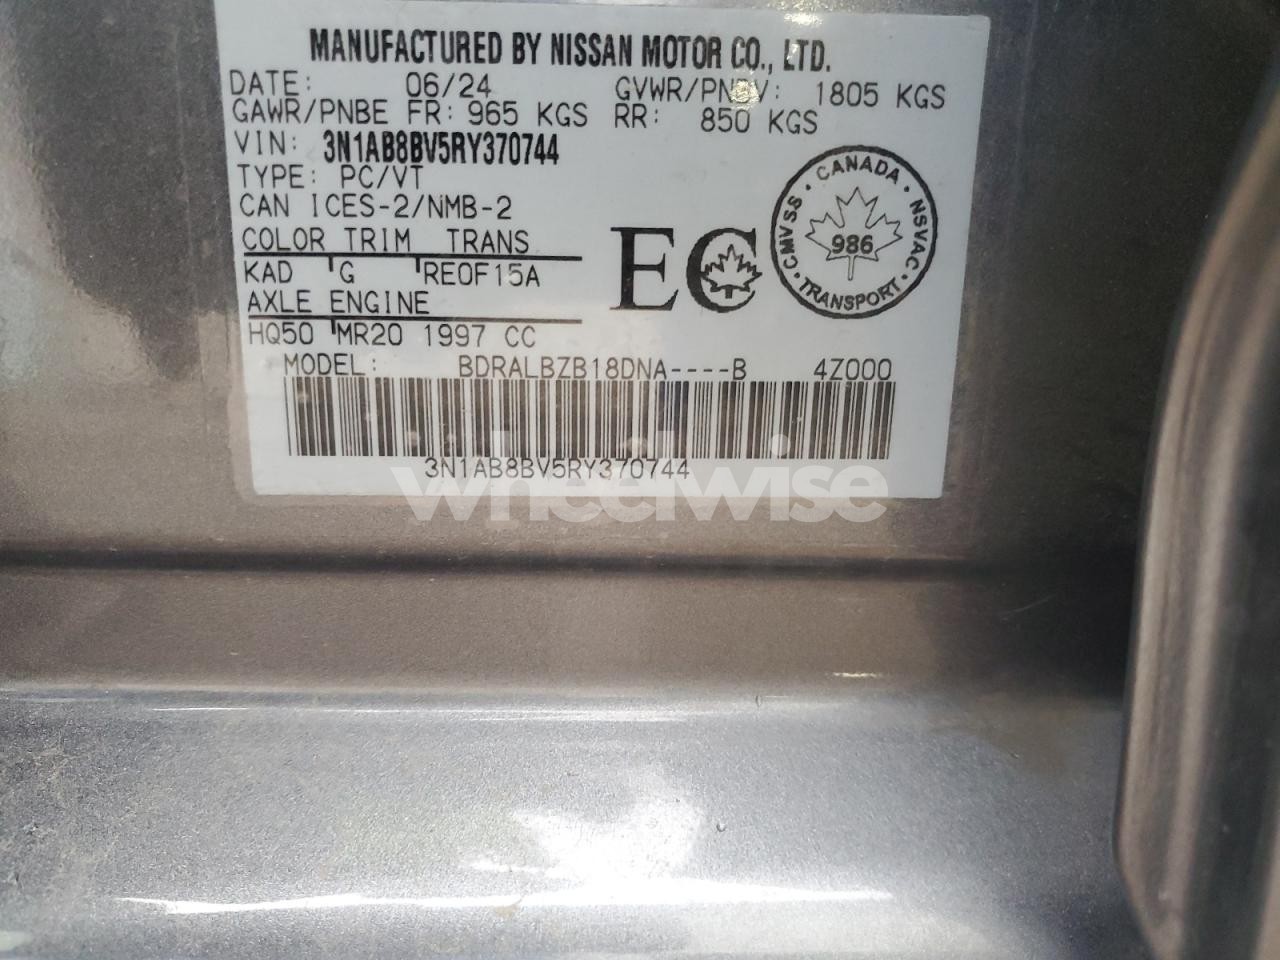 MANUFACTURED BY NISSAN MOTOR CO., LTD.
DATE: 06/24 GVWR/PNBV: 1805 KGS
GAWR/PNBE FR: 965 KGS RR: 850 KGS
VIN: 3N1AB8BV5RY370744
TYPE: PC/VT
CAN ICES-2/NMB-2
COLOR TRIM TRANS
KAD G RE0F15A
AXLE ENGINE
HQ50 MR20 1997 CC
EC
CANADA
CMVSS 986 NSVAC
TRANSPORT
MODEL: BDRALBZB18DNA----B 4Z000
3N1AB8BV5RY370744
wheelwise